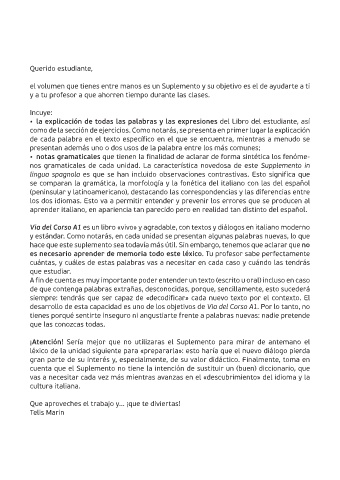 Querido estudiante,
el volumen que tienes entre manos es un Suplemento y su objetivo es el de ayudarte a ti
y a tu profesor a que ahorren tiempo durante las clases.
Incluye:
• la explicación de todas las palabras y las expresiones del Libro del estudiante, así
como de la sección de ejercicios. Como notarás, se presenta en primer lugar la explicación
de cada palabra en el texto específico en el que se encuentra, mientras a menudo se
presentan además uno o dos usos de la palabra entre los más comunes;
• notas gramaticales que tienen la finalidad de aclarar de forma sintética los fenóme-
nos gramaticales de cada unidad. La característica novedosa de este Suplemento in
lingua spagnola es que se han incluido observaciones contrastivas. Esto significa que
se comparan la gramática, la morfología y la fonética del italiano con las del español
(peninsular y latinoamericano), destacando las correspondencias y las diferencias entre
los dos idiomas. Esto va a permitir entender y prevenir los errores que se producen al
aprender italiano, en apariencia tan parecido pero en realidad tan distinto del español.
Via del Corso A1 es un libro «vivo» y agradable, con textos y diálogos en italiano moderno
y estándar. Como notarás, en cada unidad se presentan algunas palabras nuevas, lo que
hace que este suplemento sea todavía más útil. Sin embargo, tenemos que aclarar que no
es necesario aprender de memoria todo este léxico. Tu profesor sabe perfectamente
cuántas, y cuáles de estas palabras vas a necesitar en cada caso y cuándo las tendrás
que estudiar.
A fin de cuenta es muy importante poder entender un texto (escrito u oral) incluso en caso
de que contenga palabras extrañas, desconocidas, porque, sencillamente, esto sucederá
siempre: tendrás que ser capaz de «decodificar» cada nuevo texto por el contexto. El
desarrollo de esta capacidad es uno de los objetivos de Via del Corso A1. Por lo tanto, no
tienes porqué sentirte inseguro ni angustiarte frente a palabras nuevas: nadie pretende
que las conozcas todas.
¡Atención! Sería mejor que no utilizaras el Suplemento para mirar de antemano el
léxico de la unidad siguiente para «prepararla»: esto haría que el nuevo diálogo pierda
gran parte de su interés y, especialmente, de su valor didáctico. Finalmente, toma en
cuenta que el Suplemento no tiene la intención de sustituir un (buen) diccionario, que
vas a necesitar cada vez más mientras avanzas en el «descubrimiento» del idioma y la
cultura italiana.
Que aproveches el trabajo y... ¡que te diviertas!
Telis Marin